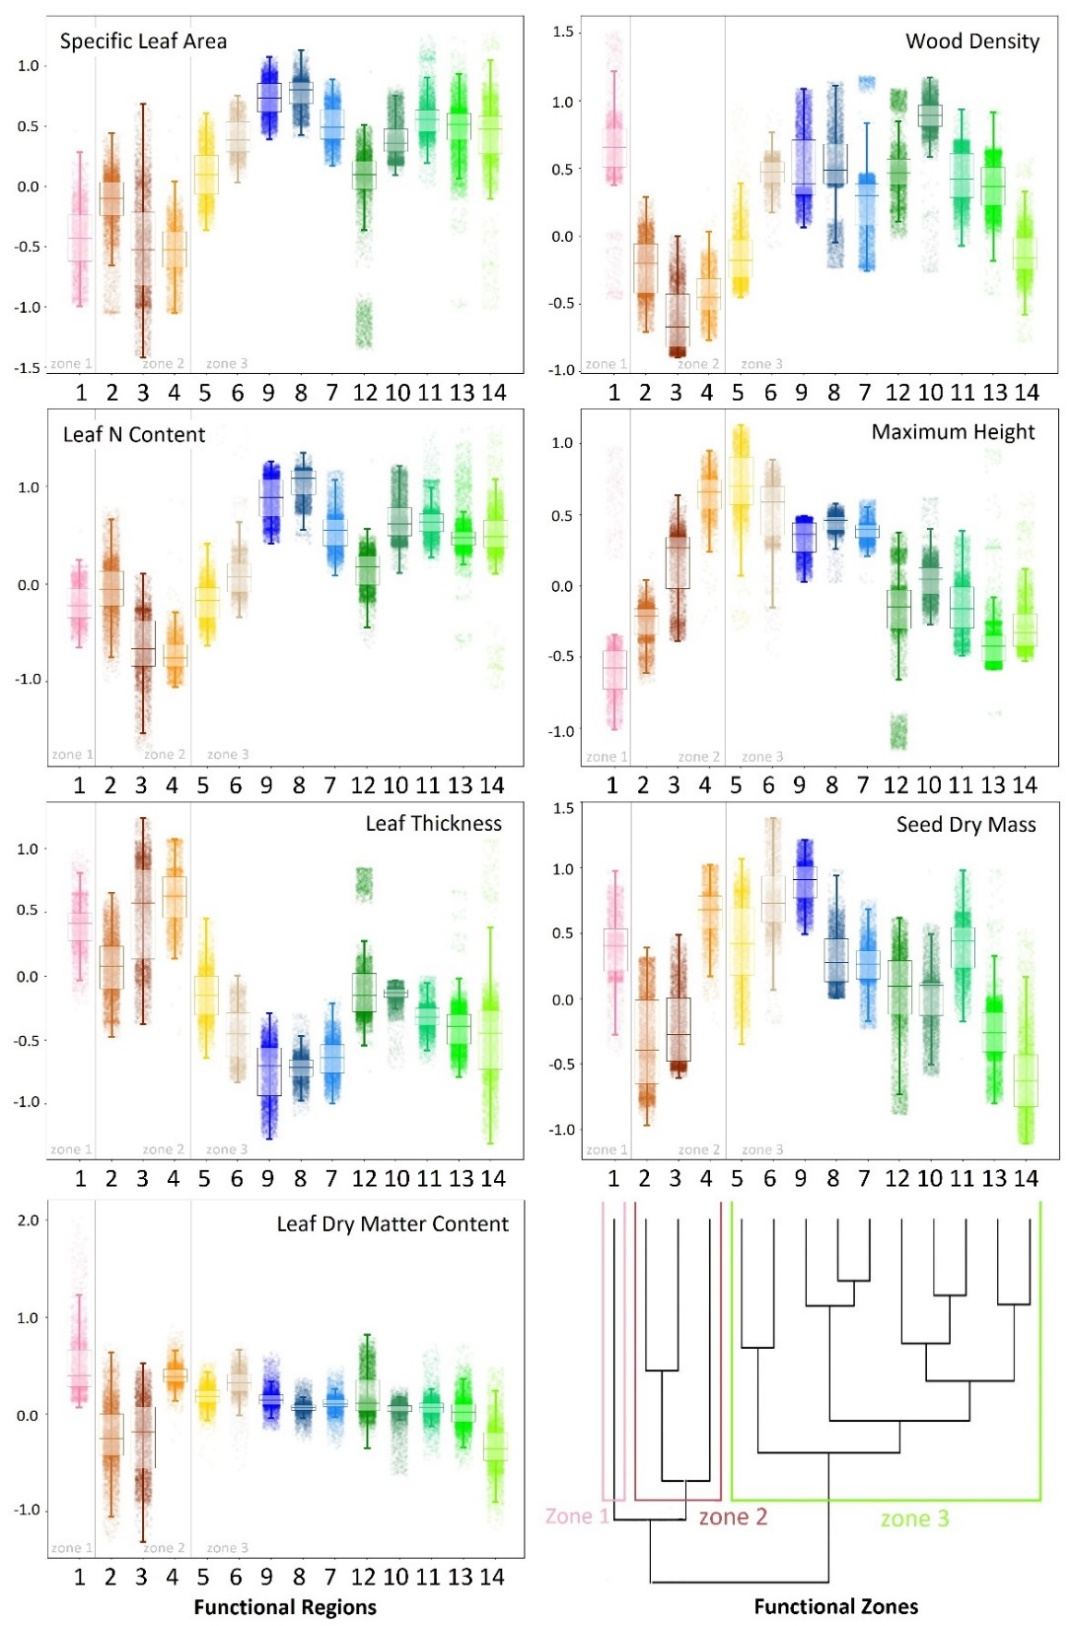 Specific Leaf Area
1.0
0.5
0.0
-0.5
-1.0
-1.5
zone 1 zone 2 zone 3
1 2 3 4 5 6 9 8 7 12 10 11 13 14
Wood Density
1.5
1.0
0.5
0.0
-0.5
-1.0
zone 1 zone 2 zone 3
1 2 3 4 5 6 9 8 7 12 10 11 13 14
Leaf N Content
1.0
0.0
-1.0
zone 1 zone 2 zone 3
1 2 3 4 5 6 9 8 7 12 10 11 13 14
Maximum Height
1.0
0.5
0.0
-0.5
-1.0
zone 1 zone 2 zone 3
1 2 3 4 5 6 9 8 7 12 10 11 13 14
Leaf Thickness
1.0
0.5
0.0
-0.5
-1.0
zone 1 zone 2 zone 3
1 2 3 4 5 6 9 8 7 12 10 11 13 14
Seed Dry Mass
1.5
1.0
0.5
0.0
-0.5
-1.0
zone 1 zone 2 zone 3
1 2 3 4 5 6 9 8 7 12 10 11 13 14
Leaf Dry Matter Content
2.0
1.0
0.0
-1.0
zone 1 zone 2 zone 3
1 2 3 4 5 6 9 8 7 12 10 11 13 14
Functional Regions
Zone 1 zone 2 zone 3
Functional Zones